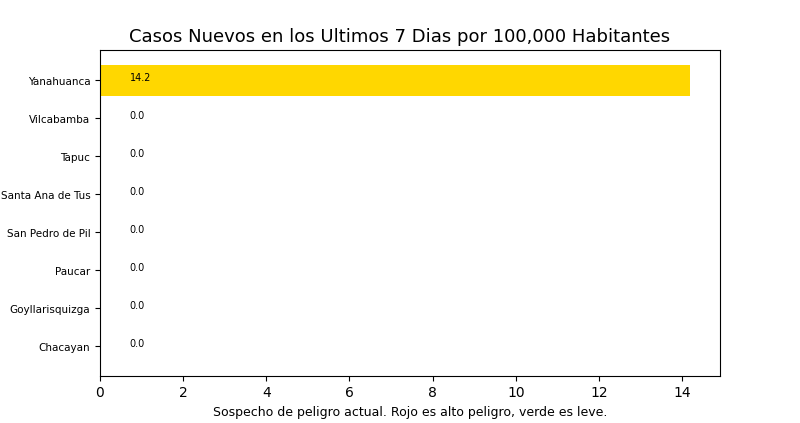 Casos Nuevos en los Ultimos 7 Dias por 100,000 Habitantes
Yanahuanca 14.2
Vilcabamba 0.0
Tapuc 0.0
Santa Ana de Tus 0.0
San Pedro de Pil 0.0
Paucar 0.0
Goyllarisquizga 0.0
Chacayan 0.0
0 2 4 6 8 10 12 14
Sospecho de peligro actual. Rojo es alto peligro, verde es leve.